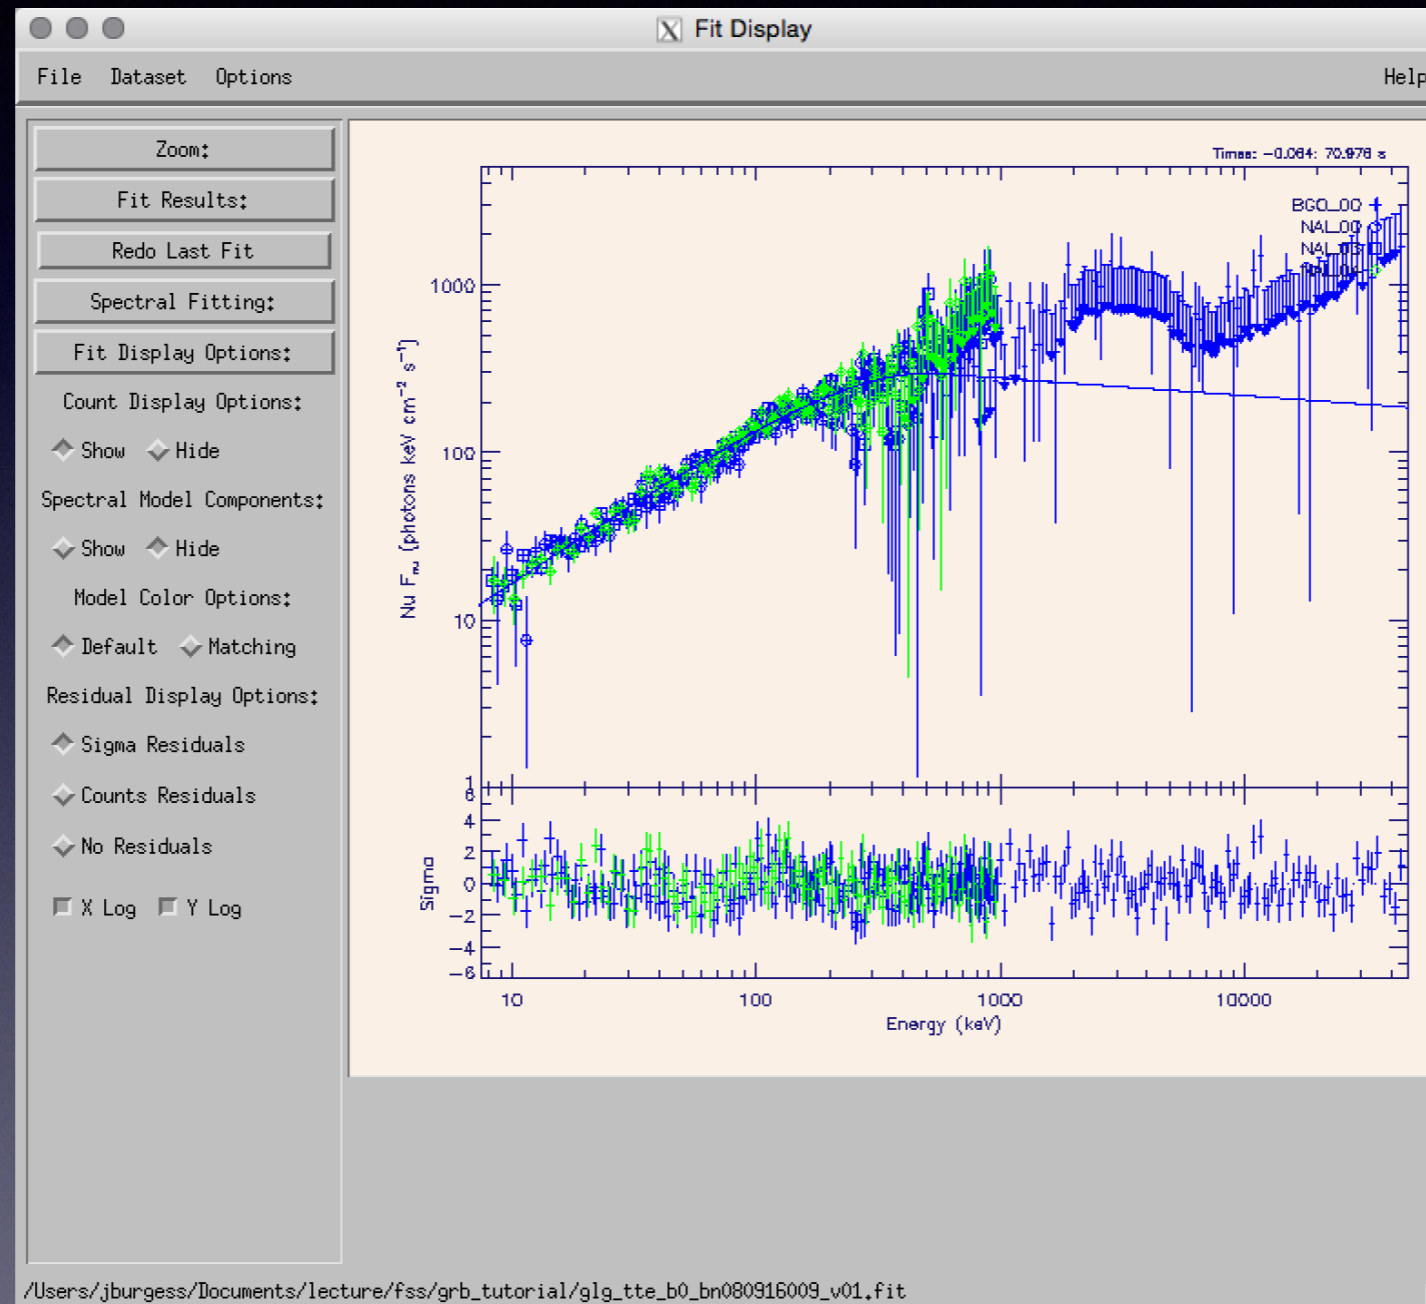 Fit Display
File Dataset Options Help
Zoom:
Fit Results:
Redo Last Fit
Spectral Fitting:
Fit Display Options:
Count Display Options:
Show Hide
Spectral Model Components:
Show Hide
Model Color Options:
Default Matching
Residual Display Options:
Sigma Residuals
Counts Residuals
No Residuals
X Log Y Log
Times: -0.064: 70.976 s
BGO_00
NAI_00
NAI_03
1000
100
10
1
Nu Fnu (photons keV cm-2 s-1)
6
4
2
0
-2
-4
-6
Sigma
10 100 1000 10000
Energy (keV)
/Users/jburgess/Documents/lecture/fss/grb_tutorial/glg_tte_b0_bn080916009_v01.fit